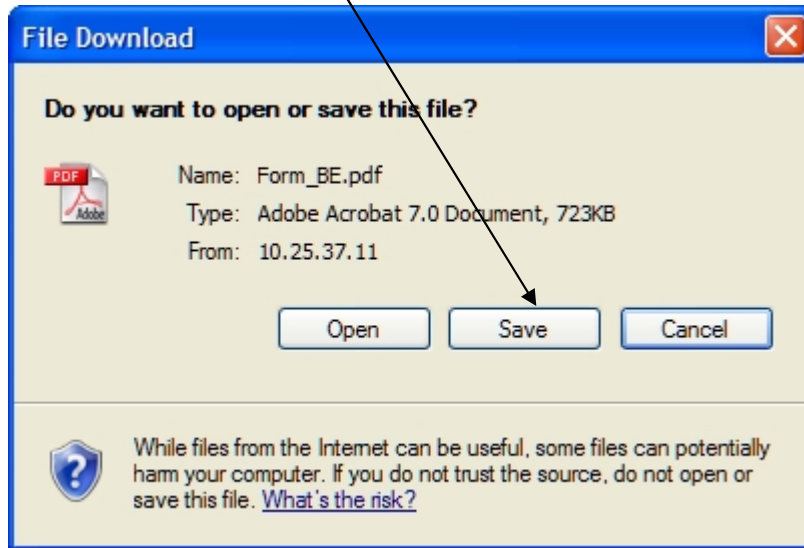 File Download
Do you want to open or save this file?
PDF
Adobe
Name: Form_BE.pdf
Type: Adobe Acrobat 7.0 Document, 723KB
From: 10.25.37.11
Open Save Cancel
While files from the Internet can be useful, some files can potentially
harm your computer. If you do not trust the source, do not open or
save this file. What's the risk?